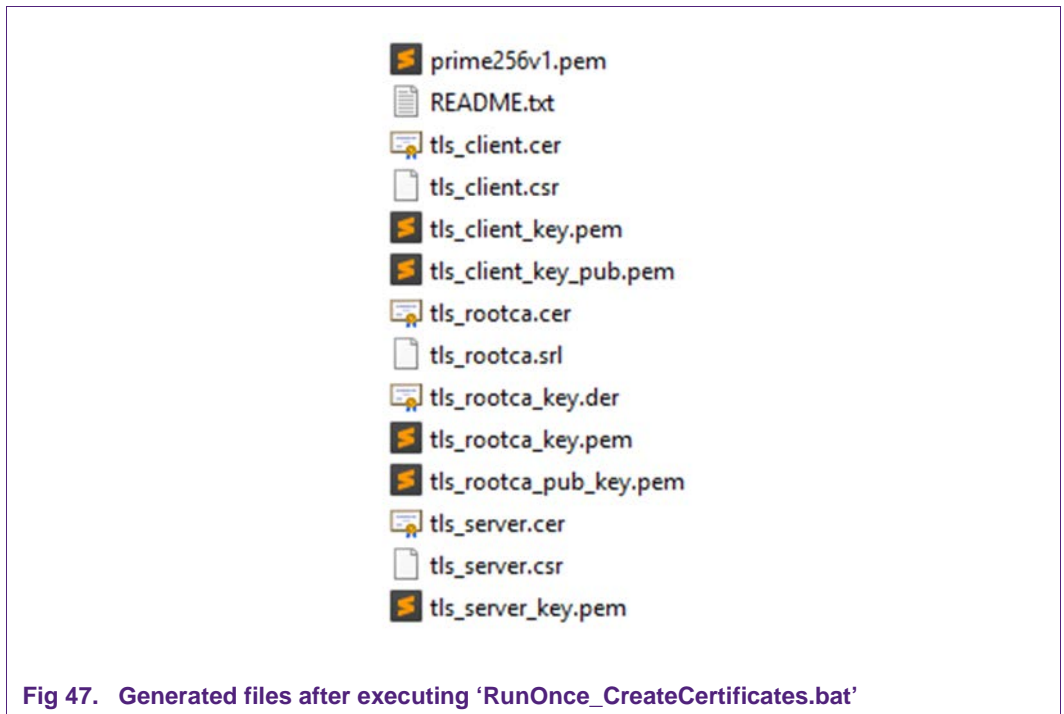 prime256v1.pem
README.txt
tls_client.cer
tls_client.csr
tls_client_key.pem
tls_client_key_pub.pem
tls_rootca.cer
tls_rootca.srl
tls_rootca_key.der
tls_rootca_key.pem
tls_rootca_pub_key.pem
tls_server.cer
tls_server.csr
tls_server_key.pem
Fig 47. Generated files after executing ‘RunOnce_CreateCertificates.bat’